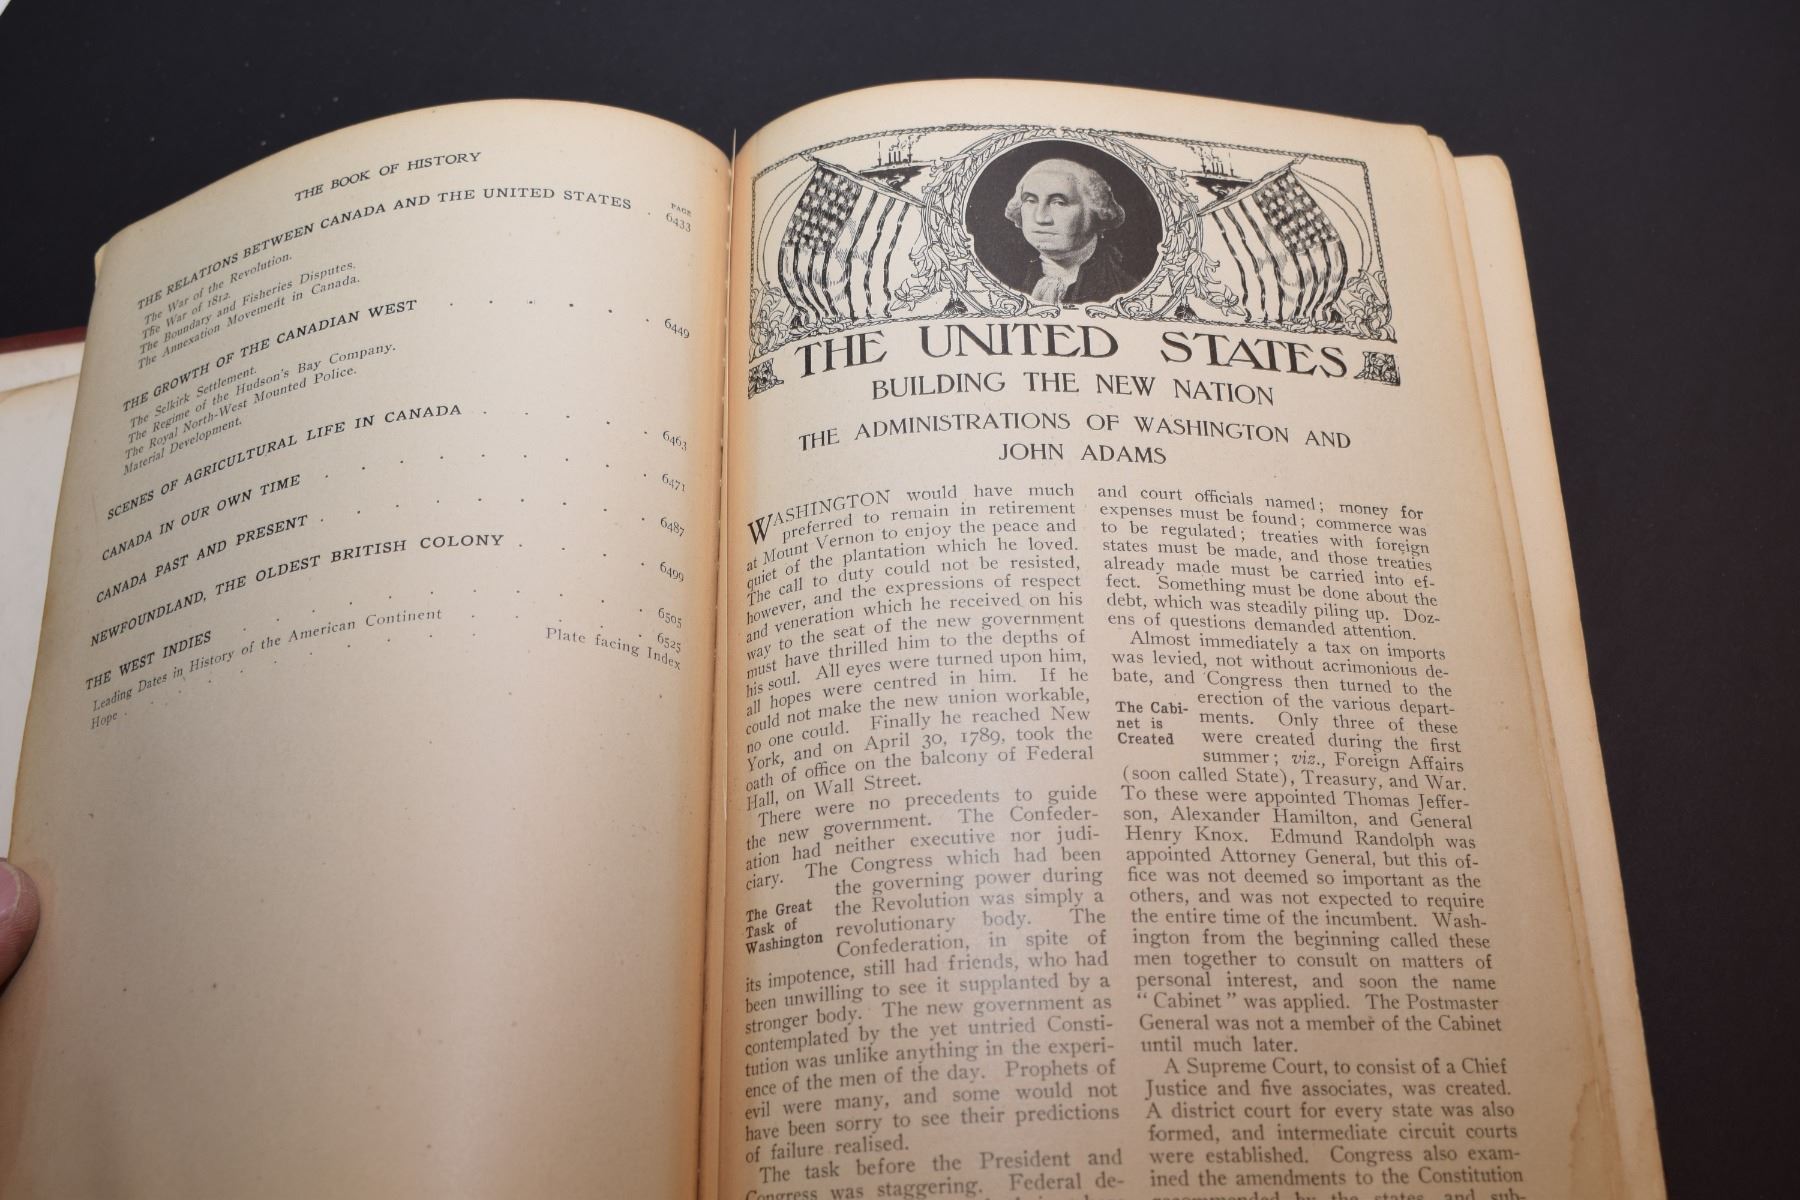 THE BOOK OF HISTORY
PAGE
THE RELATIONS BETWEEN CANADA AND THE UNITED STATES . 6433
The War of the Revolution.
The War of 1812.
The Boundary and Fisheries Disputes.
The Annexation Movement in Canada.
THE GROWTH OF THE CANADIAN WEST . . . . . 6449
The Selkirk Settlement.
The Regime of the Hudson's Bay Company.
The Royal North-West Mounted Police.
Material Development.
SCENES OF AGRICULTURAL LIFE IN CANADA . . . . 6463
CANADA IN OUR OWN TIME . . . . . . 6471
CANADA PAST AND PRESENT . . . . . . 6487
NEWFOUNDLAND, THE OLDEST BRITISH COLONY . . . 6499
THE WEST INDIES . . . . . . . . 6505
Leading Dates in History of the American Continent . . . . 6525
Hope . . . . . . Plate facing Index
THE UNITED STATES
BUILDING THE NEW NATION
THE ADMINISTRATIONS OF WASHINGTON AND
JOHN ADAMS
WASHINGTON would have much
preferred to remain in retirement
at Mount Vernon to enjoy the peace and
quiet of the plantation which he loved.
The call to duty could not be resisted,
however, and the expressions of respect
and veneration which he received on his
way to the seat of the new government
must have thrilled him to the depths of
his soul. All eyes were turned upon him,
all hopes were centred in him. If he
could not make the new union workable,
no one could. Finally he reached New
York, and on April 30, 1789, took the
oath of office on the balcony of Federal
Hall, on Wall Street.
There were no precedents to guide
the new government. The Confeder-
ation had neither executive nor judi-
ciary. The Congress which had been
the governing power during
The Great the Revolution was simply a
Task of revolutionary body. The
Washington Confederation, in spite of
its impotence, still had friends, who had
been unwilling to see it supplanted by a
stronger body. The new government as
contemplated by the yet untried Consti-
tution was unlike anything in the experi-
ence of the men of the day. Prophets of
evil were many, and some would not
have been sorry to see their predictions
of failure realised.
The task before the President and
Congress was staggering. Federal de-
and court officials named; money for
expenses must be found; commerce was
to be regulated; treaties with foreign
states must be made, and those treaties
already made must be carried into ef-
fect. Something must be done about the
debt, which was steadily piling up. Doz-
ens of questions demanded attention.
Almost immediately a tax on imports
was levied, not without acrimonious de-
bate, and Congress then turned to the
erection of the various depart-
The Cabi- ments. Only three of these
net is were created during the first
Created summer; viz., Foreign Affairs
(soon called State), Treasury, and War.
To these were appointed Thomas Jeffer-
son, Alexander Hamilton, and General
Henry Knox. Edmund Randolph was
appointed Attorney General, but this of-
fice was not deemed so important as the
others, and was not expected to require
the entire time of the incumbent. Wash-
ington from the beginning called these
men together to consult on matters of
personal interest, and soon the name
"Cabinet" was applied. The Postmaster
General was not a member of the Cabinet
until much later.
A Supreme Court, to consist of a Chief
Justice and five associates, was created.
A district court for every state was also
formed, and intermediate circuit courts
were established. Congress also exam-
ined the amendments to the Constitution
recommended by the states, and sub-